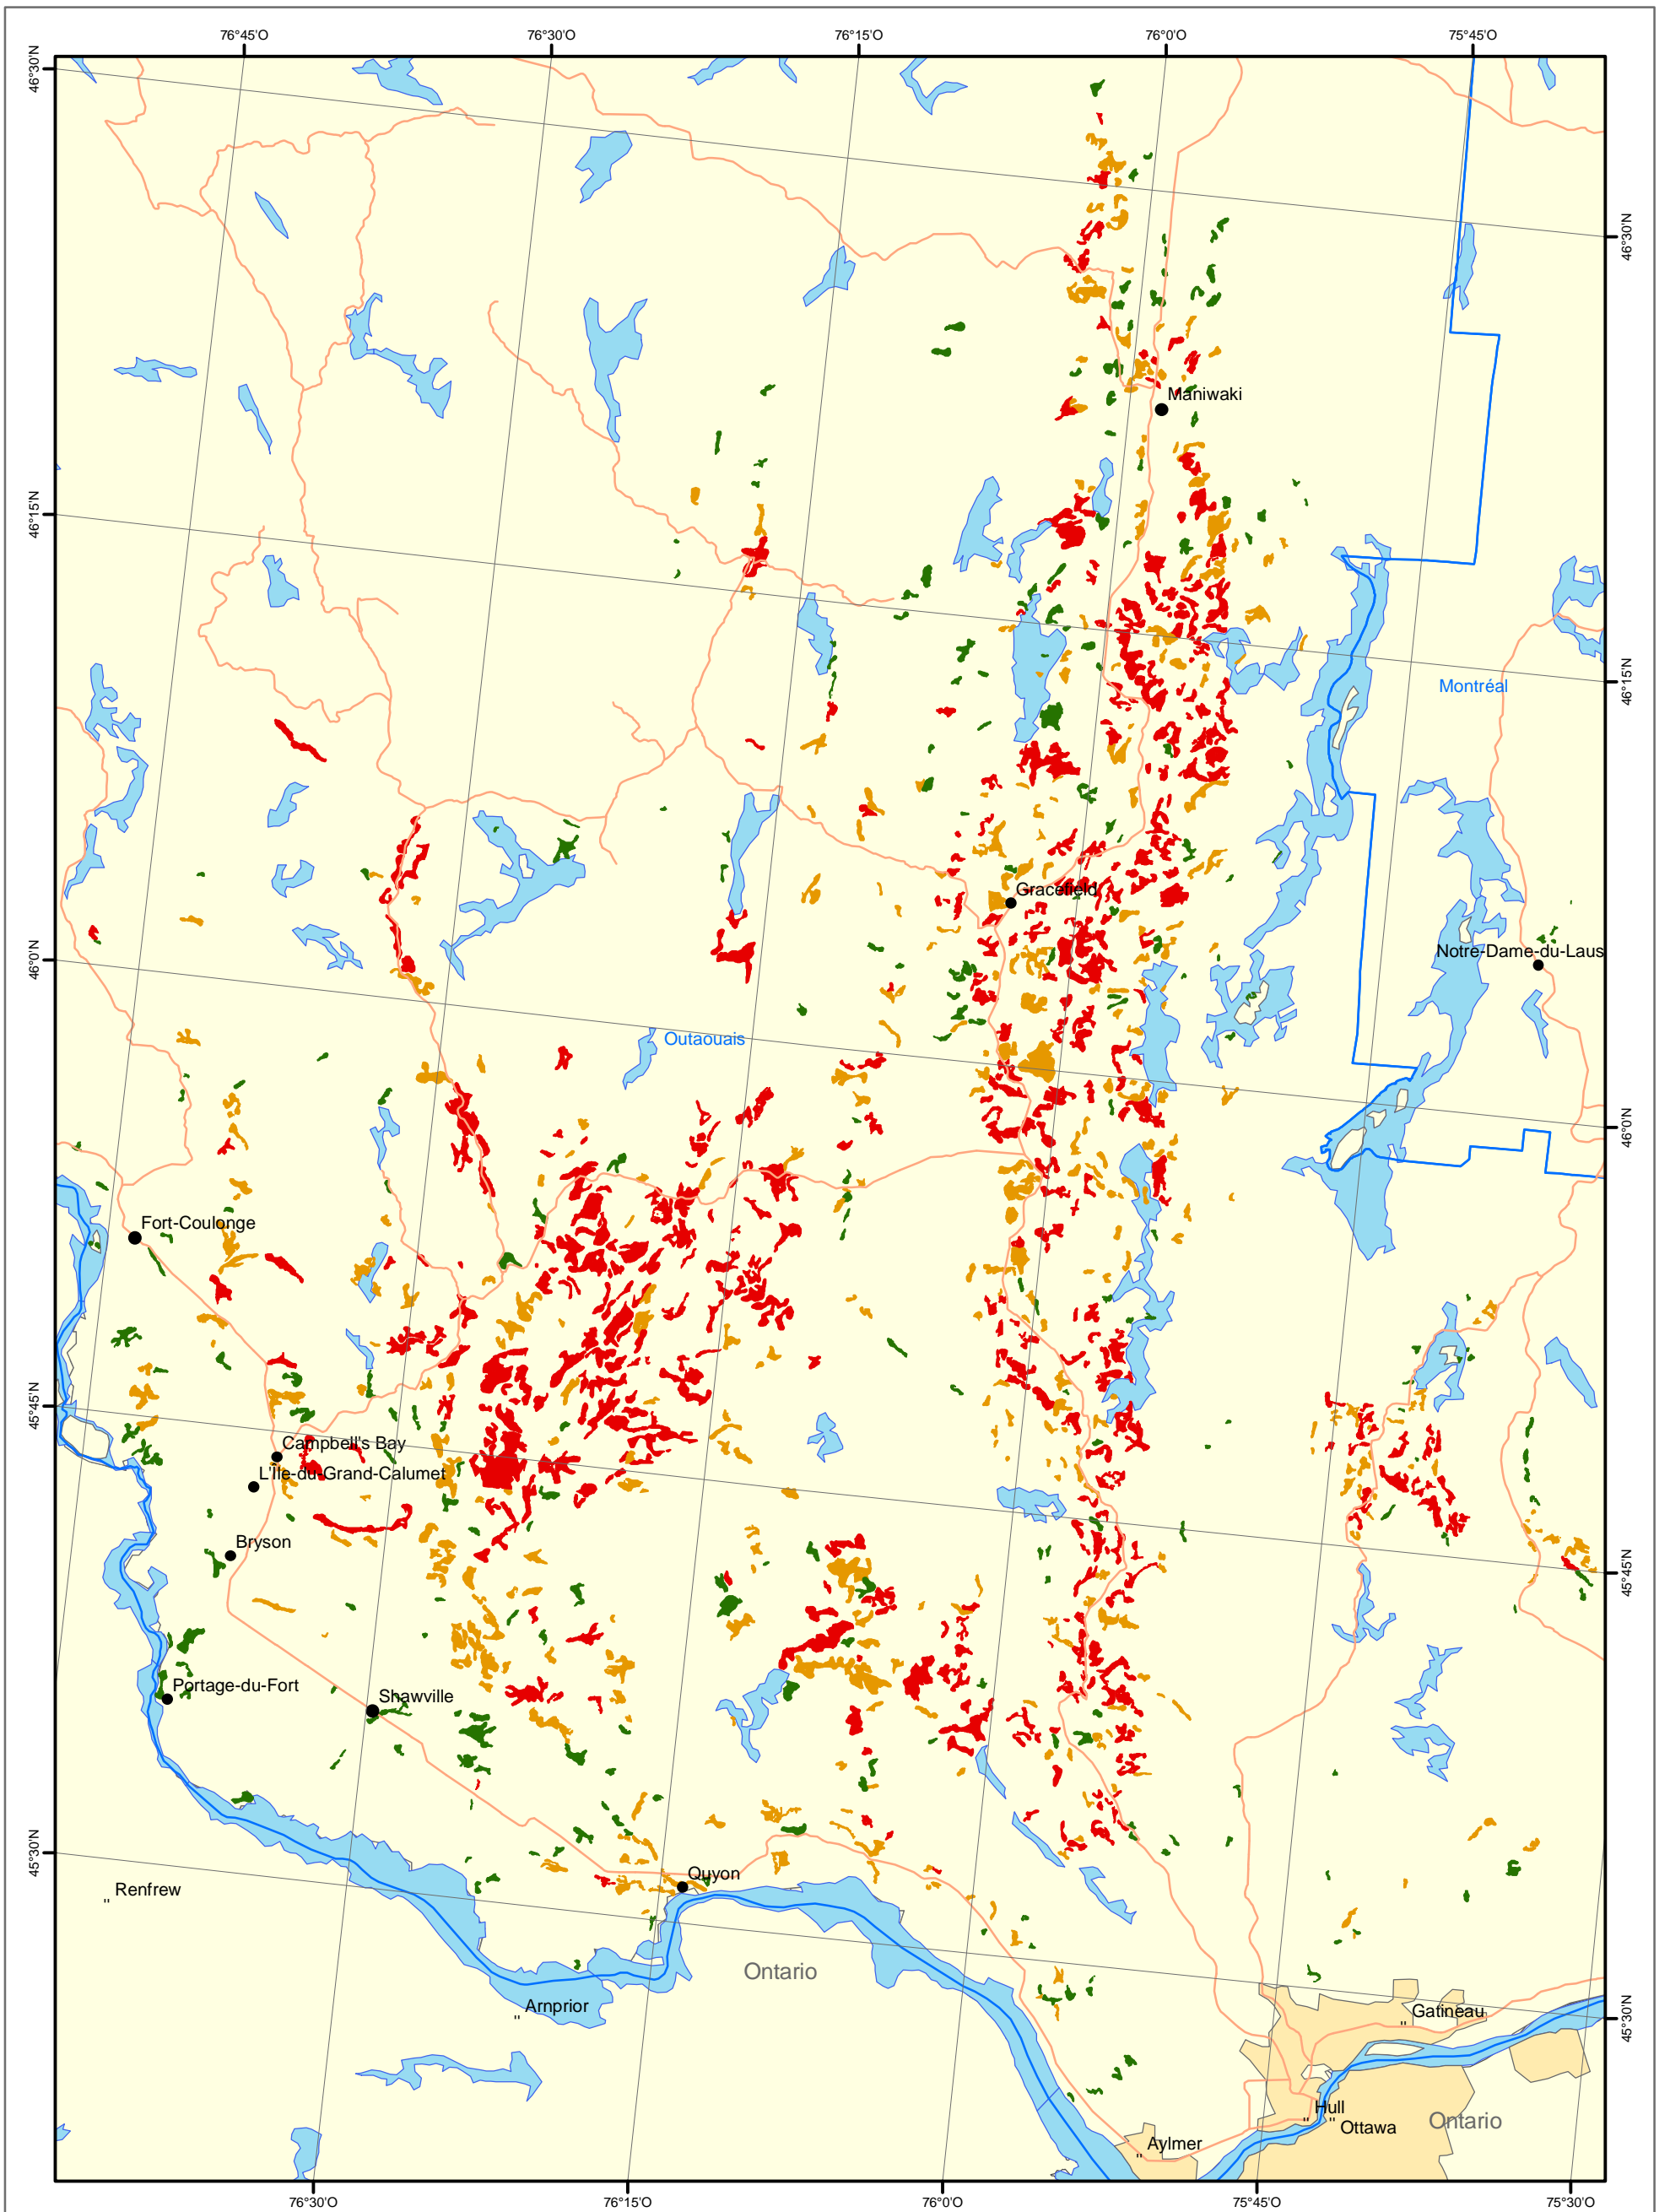 76°45'O
76°30'O
76°15'O
76°0'O
75°45'O
46°30'N
46°30'N
Maniwaki
46°15'N
46°15'N
Montréal
Gracefield
Notre-Dame-du-Laus
46°0'N
Outaouais
46°0'N
Fort-Coulonge
45°45'N
Campbell's Bay
L'Île-du-Grand-Calumet
Bryson
45°45'N
Portage-du-Fort
Shawville
45°30'N
Quyon
Renfrew
Ontario
Arnprior
Gatineau
45°30'N
Hull
Ontario
Ottawa
Aylmer
76°30'O
76°15'O
76°0'O
75°45'O
75°30'O